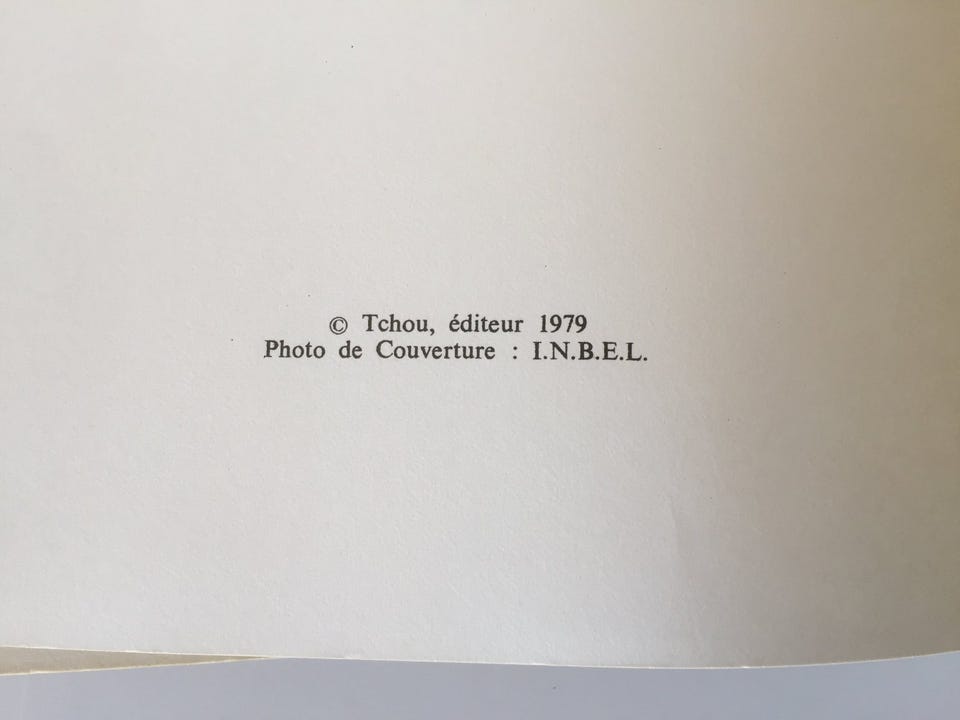 © Tchou, éditeur 1979
Photo de Couverture : I.N.B.E.L.